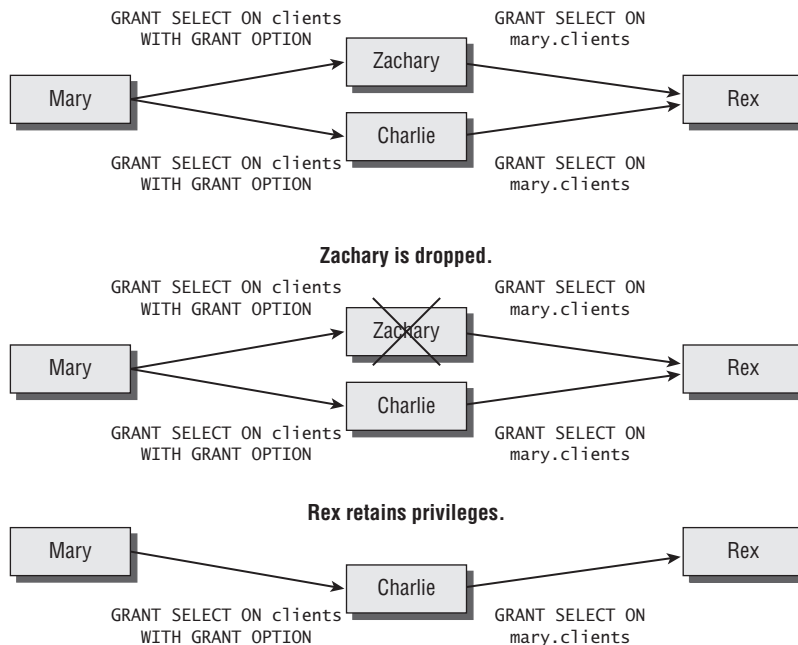 GRANT SELECT ON clients
WITH GRANT OPTION
GRANT SELECT ON
mary.clients
Zachary
Mary
Rex
Charlie
GRANT SELECT ON clients
WITH GRANT OPTION
GRANT SELECT ON
mary.clients
Zachary is dropped.
GRANT SELECT ON clients
WITH GRANT OPTION
GRANT SELECT ON
mary.clients
Zachary
Mary
Rex
Charlie
GRANT SELECT ON clients
WITH GRANT OPTION
GRANT SELECT ON
mary.clients
Rex retains privileges.
Mary
Rex
Charlie
GRANT SELECT ON clients
WITH GRANT OPTION
GRANT SELECT ON
mary.clients